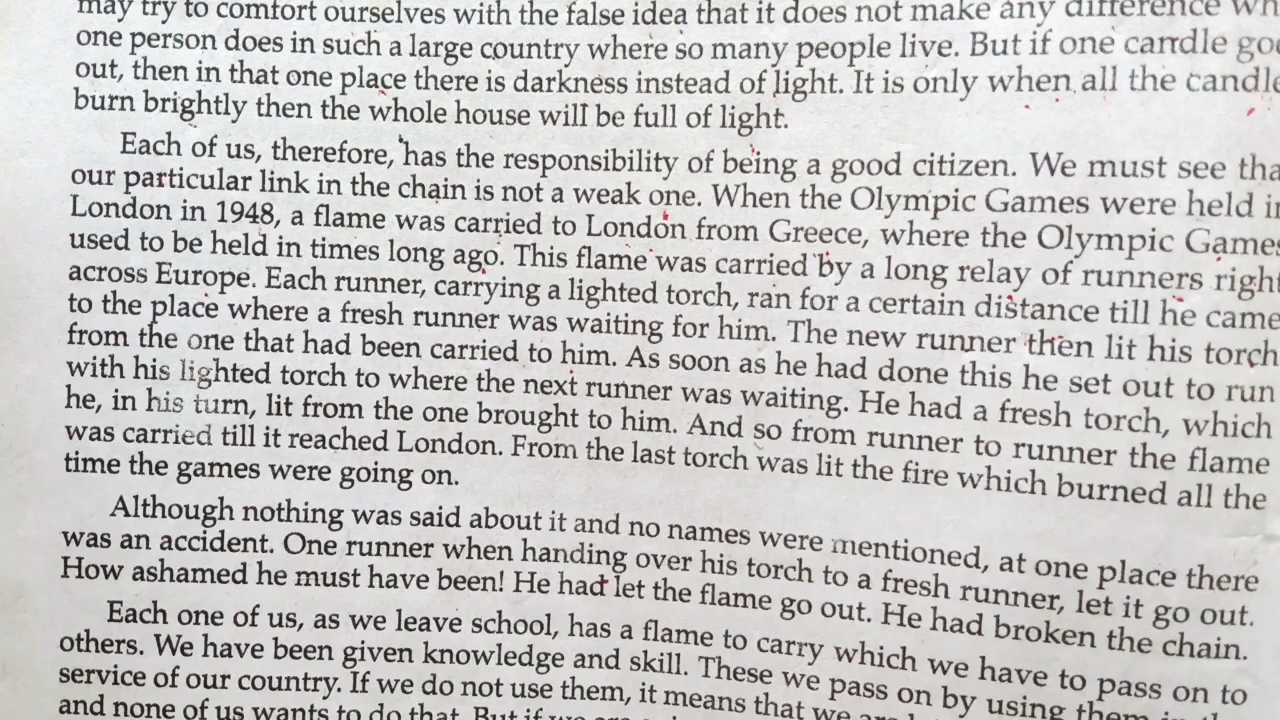 may try to comfort ourselves with the false idea that it does not make any difference
one person does in such a large country where so many people live. But if one candle
out, then in that one place there is darkness instead of light. It is only when all the
burn brightly then the whole house will be full of light.
Each of us, therefore, has the responsibility of being a good citizen. We must see
our particular link in the chain is not a weak one. When the Olympic Games were held
London in 1948, a flame was carried to London from Greece, where the Olympic Games
used to be held in times long ago. This flame was carried by a long relay of runners right
across Europe. Each runner, carrying a lighted torch, ran for a certain distance till he came
to the place where a fresh runner was waiting for him. The new runner then lit his torch
from the one that had been carried to him. As soon as he had done this he set out to run
with his lighted torch to where the next runner was waiting. He had a fresh torch, which
he, in his turn, lit from the one brought to him. And so from runner to runner the flame
was carried till it reached London. From the last torch was lit the fire which burned all the
time the games were going on.
Although nothing was said about it and no names were mentioned, at one place there
was an accident. One runner when handing over his torch to a fresh runner, let it go out.
How ashamed he must have been! He had let the flame go out. He had broken the chain.
Each one of us, as we leave school, has a flame to carry which we have to pass on to
others. We have been given knowledge and skill. These we pass on by using them
service of our country. If we do not use them, it means that we
and none of us wants to do that. But if we